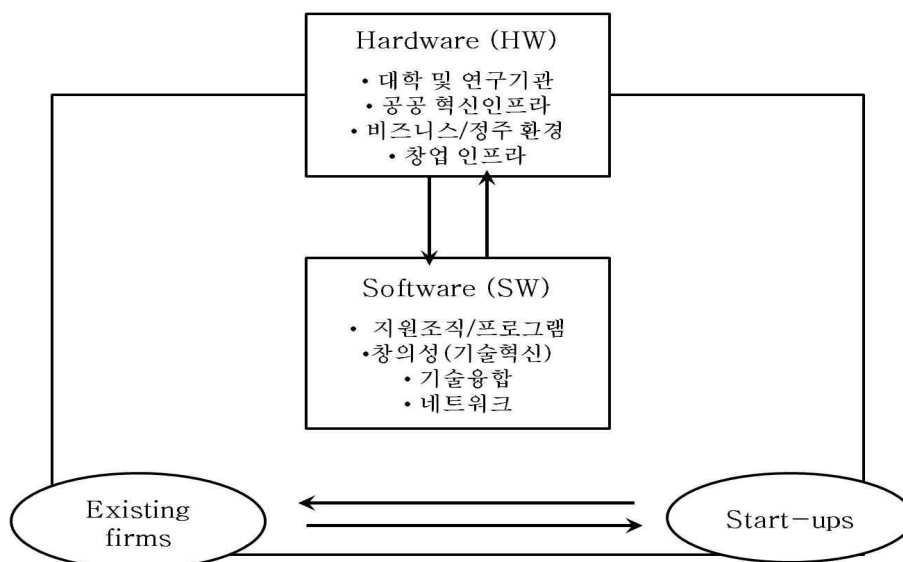 Hardware (HW)
• 대학 및 연구기관
• 공공 혁신인프라
• 비즈니스/정주 환경
• 창업 인프라
Software (SW)
• 지원조직/프로그램
•창의성(기술혁신)
• 기술융합
• 네트워크
Existing
firms
Start-ups